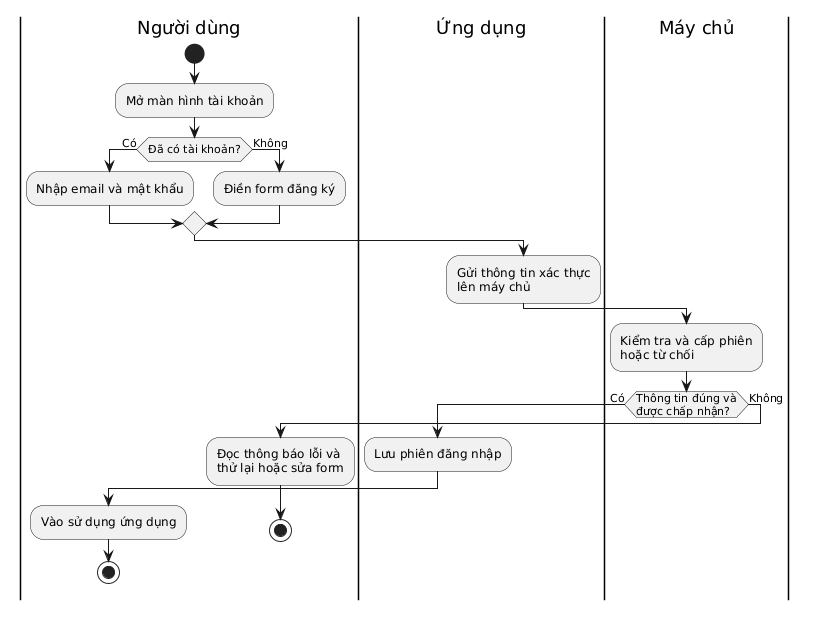 Người dùng
Ứng dụng
Máy chủ
Mở màn hình tài khoản
Đã có tài khoản?
Có
Không
Nhập email và mật khẩu
Điền form đăng ký
Gửi thông tin xác thực
lên máy chủ
Kiểm tra và cấp phiên
hoặc từ chối
Thông tin đúng và
được chấp nhận?
Có
Không
Đọc thông báo lỗi và
thử lại hoặc sửa form
Lưu phiên đăng nhập
Vào sử dụng ứng dụng